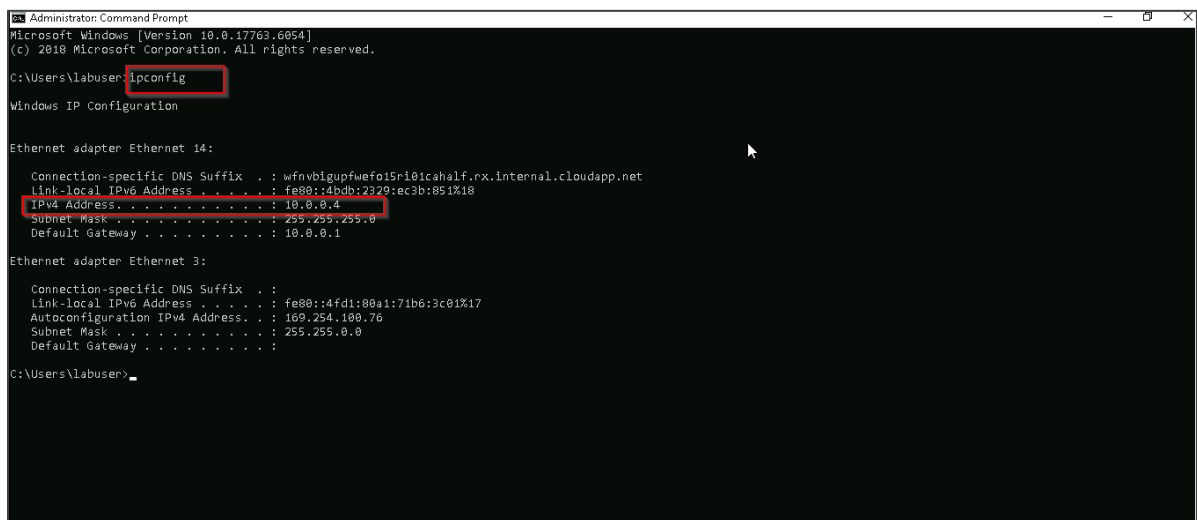 Administrator: Command Prompt
Microsoft Windows [Version 10.0.17763.6054]
(c) 2018 Microsoft Corporation. All rights reserved.
C:\Users\labuser>ipconfig
Windows IP Configuration
Ethernet adapter Ethernet 14:
Connection-specific DNS Suffix . : wfnvbigupfwefo15ri01cahalf.rx.internal.cloudapp.net
Link-local IPv6 Address . . . . . : fe80::4bdb:2329:ec3b:851%18
IPv4 Address. . . . . . . . . . . : 10.0.0.4
Subnet Mask . . . . . . . . . . . : 255.255.255.0
Default Gateway . . . . . . . . . : 10.0.0.1
Ethernet adapter Ethernet 3:
Connection-specific DNS Suffix . :
Link-local IPv6 Address . . . . . : fe80::4fd1:80a1:71b6:3c01%17
Autoconfiguration IPv4 Address. . : 169.254.100.76
Subnet Mask . . . . . . . . . . . : 255.255.0.0
Default Gateway . . . . . . . . . :
C:\Users\labuser>